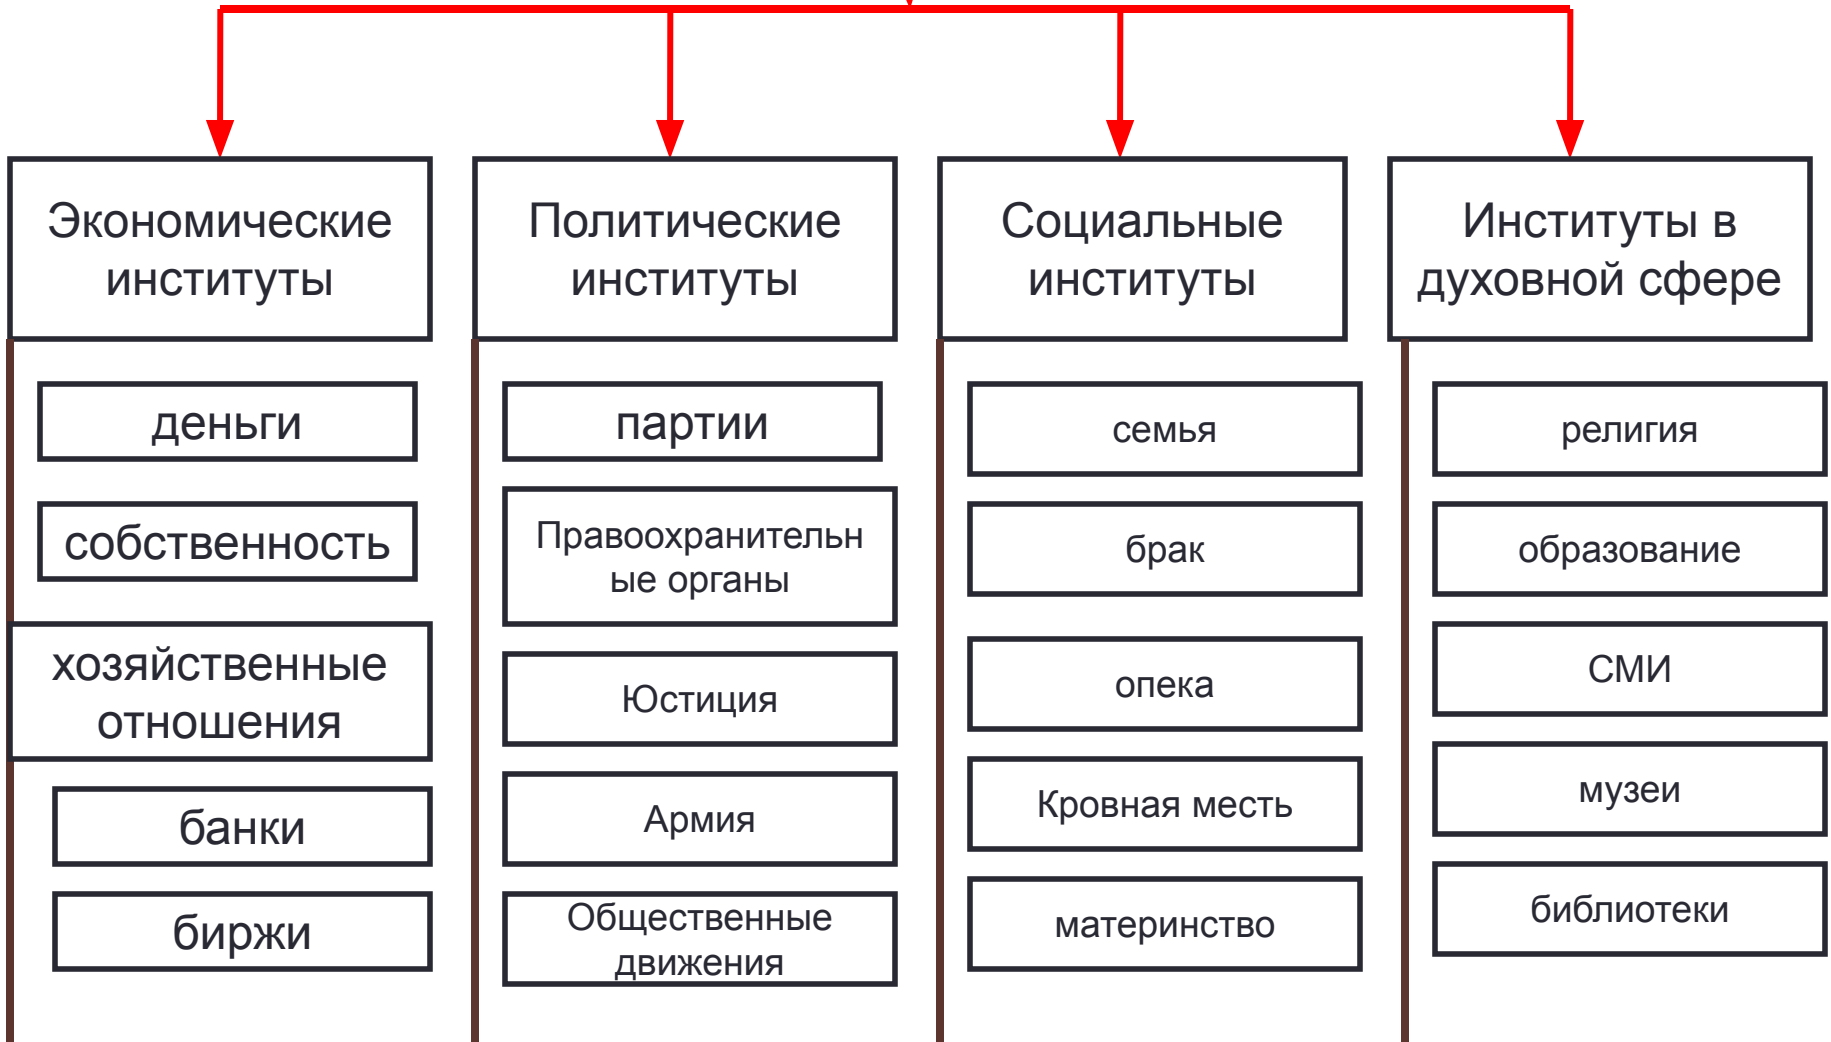 Экономические
институты
деньги
собственность
хозяйственные
отношения
банки
биржи
Политические
институты
партии
Правоохранительн
ые органы
Юстиция
Армия
Общественные
движения
Социальные
институты
семья
брак
опека
Кровная месть
материнство
Институты в
духовной сфере
религия
образование
СМИ
музеи
библиотеки